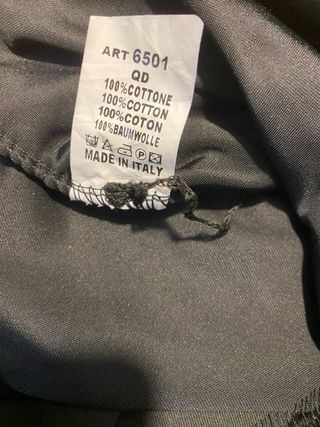 ART 6501
QD
100%COTTONE
100%COTTON
100%COTON
100%BAUMWOLLE
MADE IN ITALY